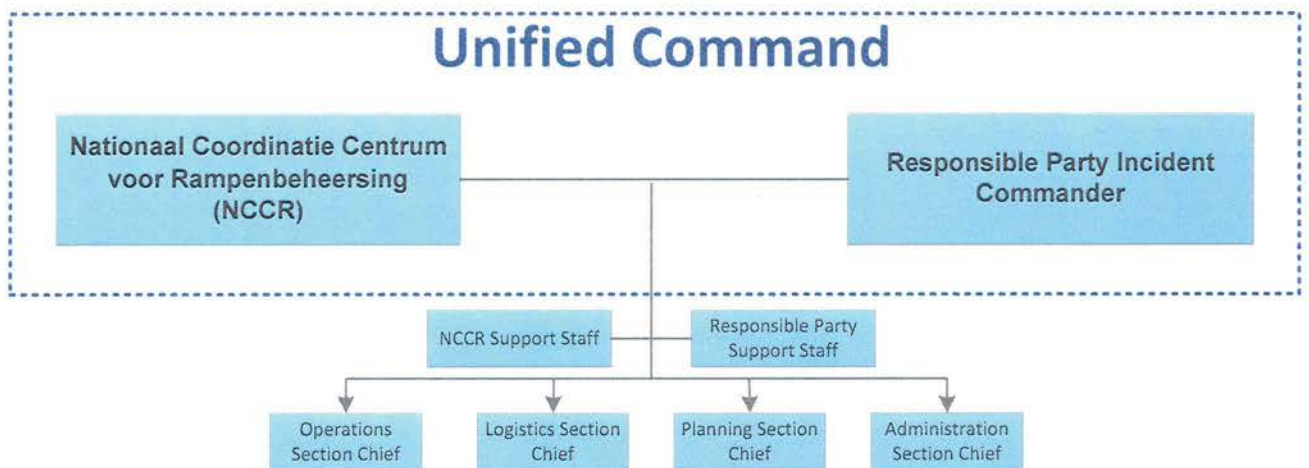 Unified Command
Nationaal Coordinatie Centrum
voor Rampenbeheersing
(NCCR)
Responsible Party Incident
Commander
NCCR Support Staff
Responsible Party
Support Staff
Operations
Section Chief
Logistics Section
Chief
Planning Section
Chief
Administration
Section Chief